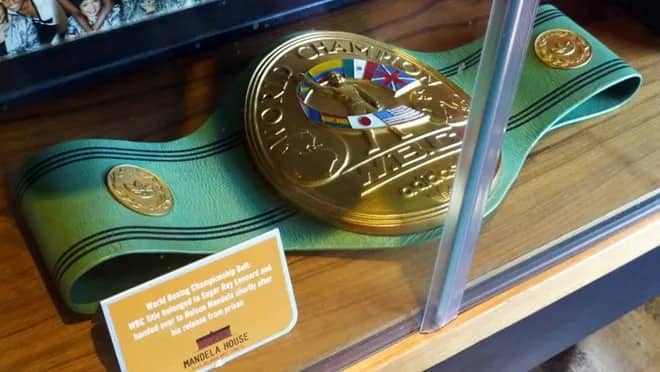 WORLD CHAMPION
adidas
World Boxing Championship Belt:
WBC Title belonged to Sugar Ray Leonard and
handed over to Nelson Mandela shortly after
his release from prison
MANDELA HOUSE